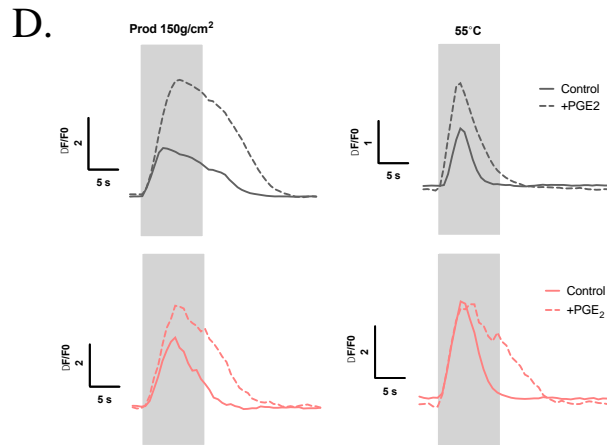 D.
Prod 150g/cm²
55°C
DF/F0
2
5 s
DF/F0
1
5 s
Control
+PGE2
DF/F0
2
5 s
DF/F0
2
5 s
Control
+PGE₂